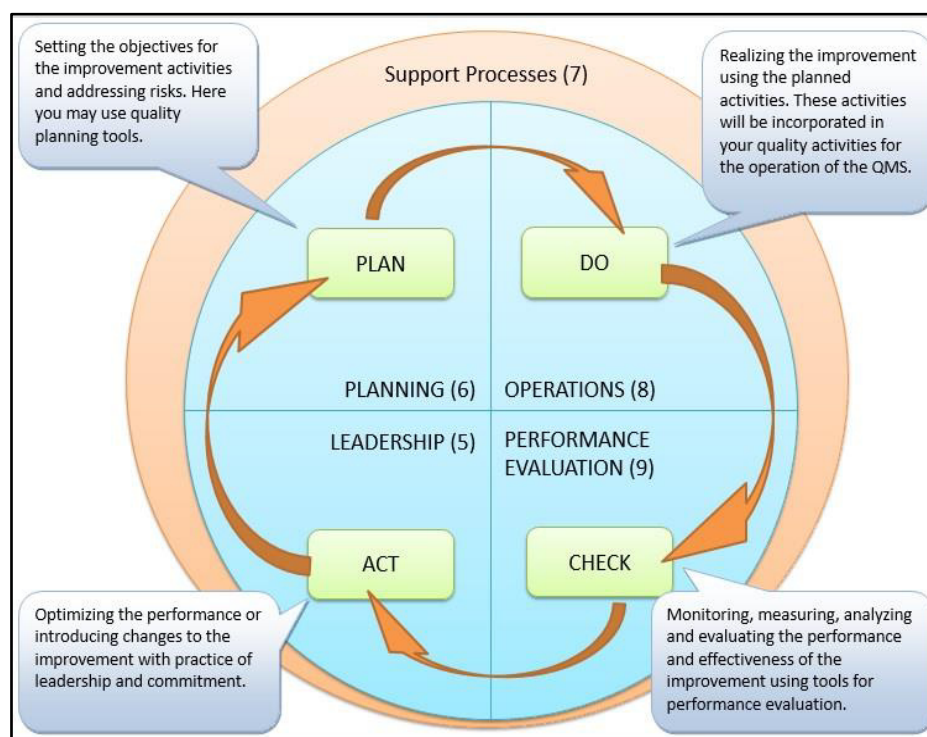 Setting the objectives for
the improvement activities
and addressing risks. Here
you may use quality
planning tools.
Support Processes (7)
Realizing the improvement
using the planned
activities. These activities
will be incorporated in
your quality activities for
the operation of the QMS.
PLAN
DO
PLANNING (6)
OPERATIONS (8)
LEADERSHIP (5)
PERFORMANCE
EVALUATION (9)
ACT
CHECK
Optimizing the performance or
introducing changes to the
improvement with practice of
leadership and commitment.
Monitoring, measuring, analyzing
and evaluating the performance
and effectiveness of the
improvement using tools for
performance evaluation.